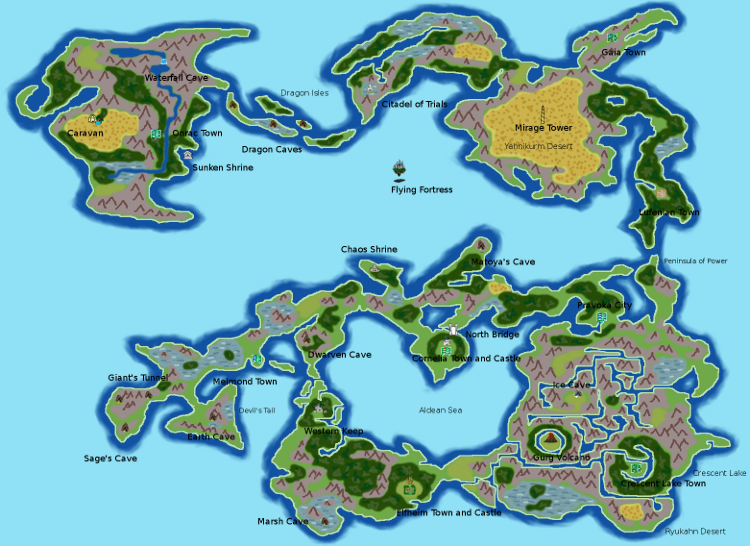 Gaia Town
Waterfall Cave
Dragon Isles
Citadel of Trials
Caravan
Onrac Town
Mirage Tower
Dragon Caves
Yahnikurm Desert
Sunken Shrine
Flying Fortress
Lufenian Town
Chaos Shrine
Matoya's Cave
Peninsula of Power
Pravoka City
North Bridge
Dwarven Cave
Cornelia Town and Castle
Giant's Tunnel
Melmond Town
Ice Cave
Devil's Tail
Aldean Sea
Western Keep
Earth Cave
Sage's Cave
Gurg Volcano
Crescent Lake
Crescent Lake Town
Elfheim Town and Castle
Marsh Cave
Ryukahn Desert